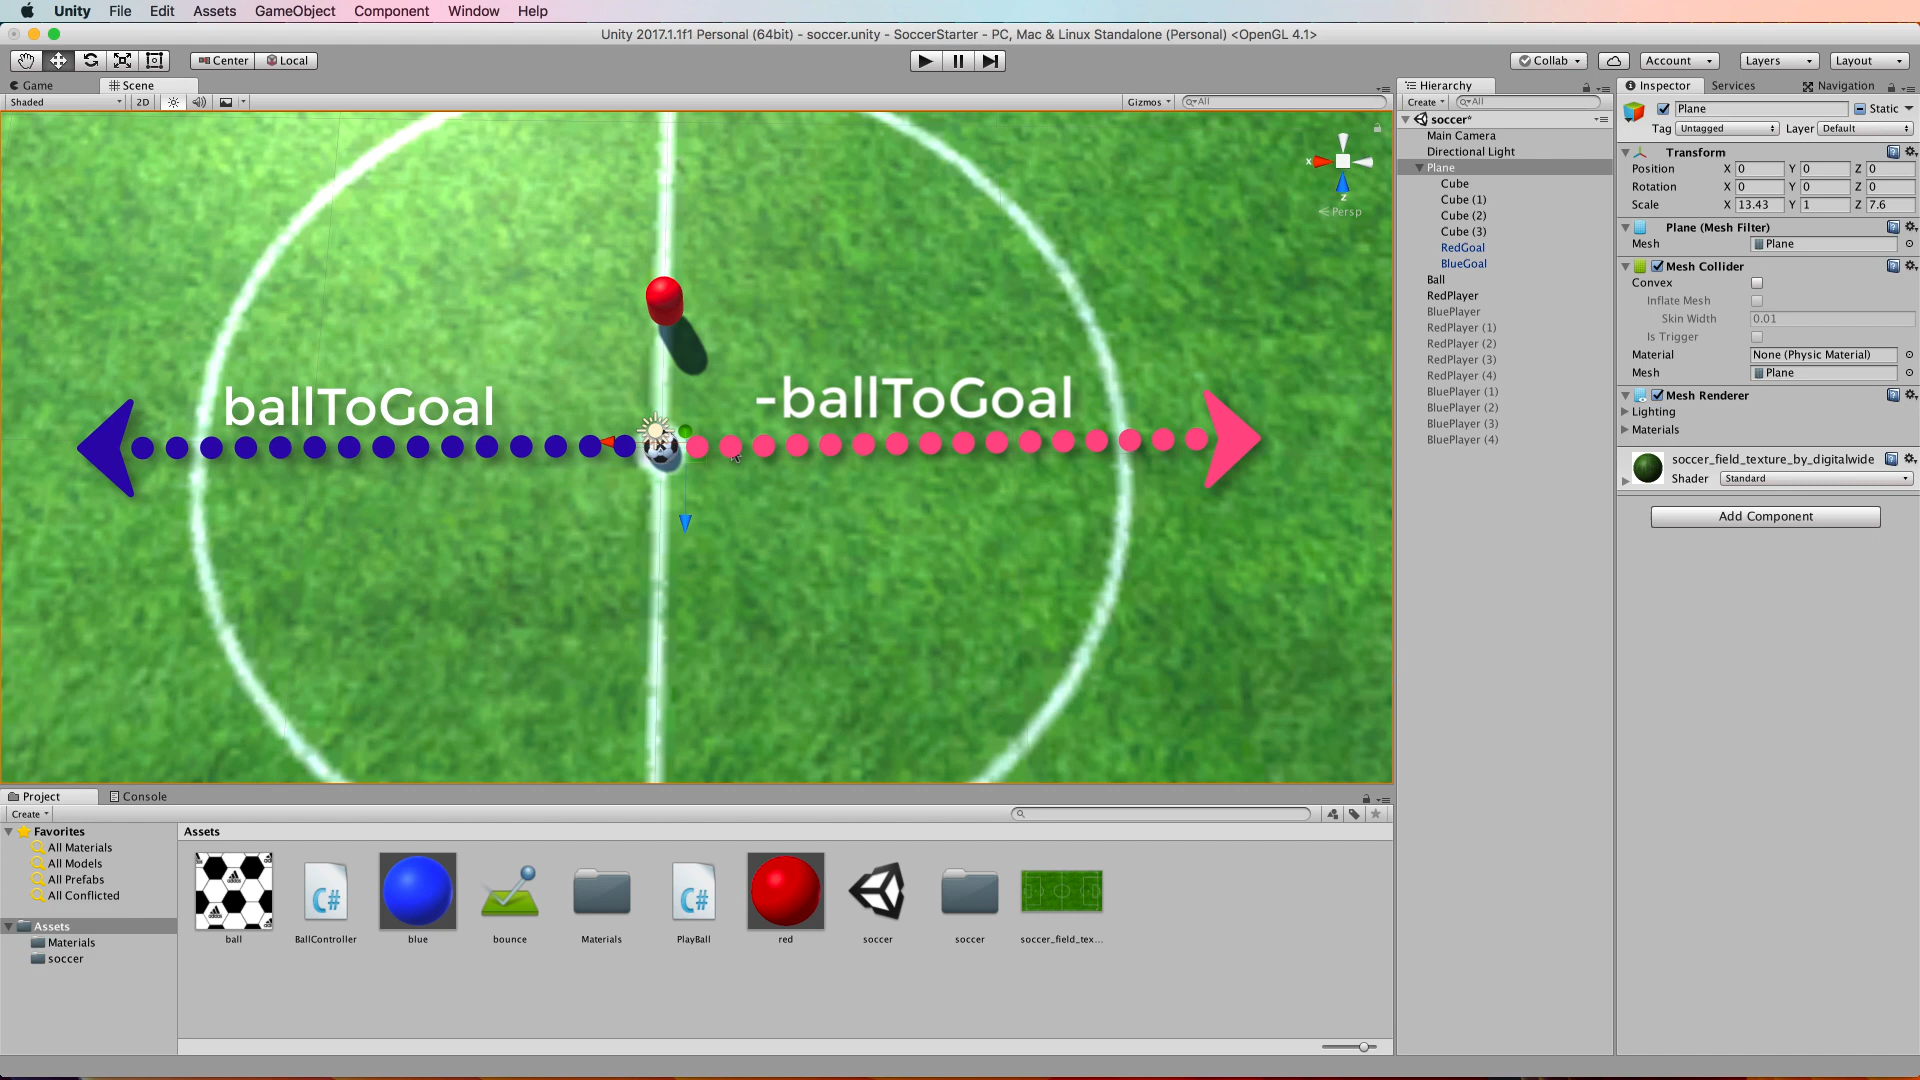 Unity File Edit Assets GameObject Component Window Help
Unity 2017.1.1f1 Personal (64bit) - soccer.unity - SoccerStarter - PC, Mac & Linux Standalone (Personal) <OpenGL 4.1>
Center Local Collab Account Layers Layout
Game Scene
Shaded 2D Gizmos All
x
z
Persp
ballToGoal
-ballToGoal
Hierarchy
Create All
soccer*
Main Camera
Directional Light
Plane
Cube
Cube (1)
Cube (2)
Cube (3)
RedGoal
BlueGoal
Ball
RedPlayer
BluePlayer
RedPlayer (1)
RedPlayer (2)
RedPlayer (3)
RedPlayer (4)
BluePlayer (1)
BluePlayer (2)
BluePlayer (3)
BluePlayer (4)
Inspector Services Navigation
Plane Static
Tag Untagged Layer Default
Transform
Position X 0 Y 0 Z 0
Rotation X 0 Y 0 Z 0
Scale X 13.43 Y 1 Z 7.6
Plane (Mesh Filter)
Mesh Plane
Mesh Collider
Convex
Inflate Mesh
Skin Width 0.01
Is Trigger
Material None (Physic Material)
Mesh Plane
Mesh Renderer
Lighting
Materials
soccer_field_texture_by_digitalwide
Shader Standard
Add Component
Project Console
Create
Favorites
All Materials
All Models
All Prefabs
All Conflicted
Assets
Materials
soccer
Assets
adidas
C#
C#
ball BallController blue bounce Materials PlayBall red soccer soccer soccer_field_tex...